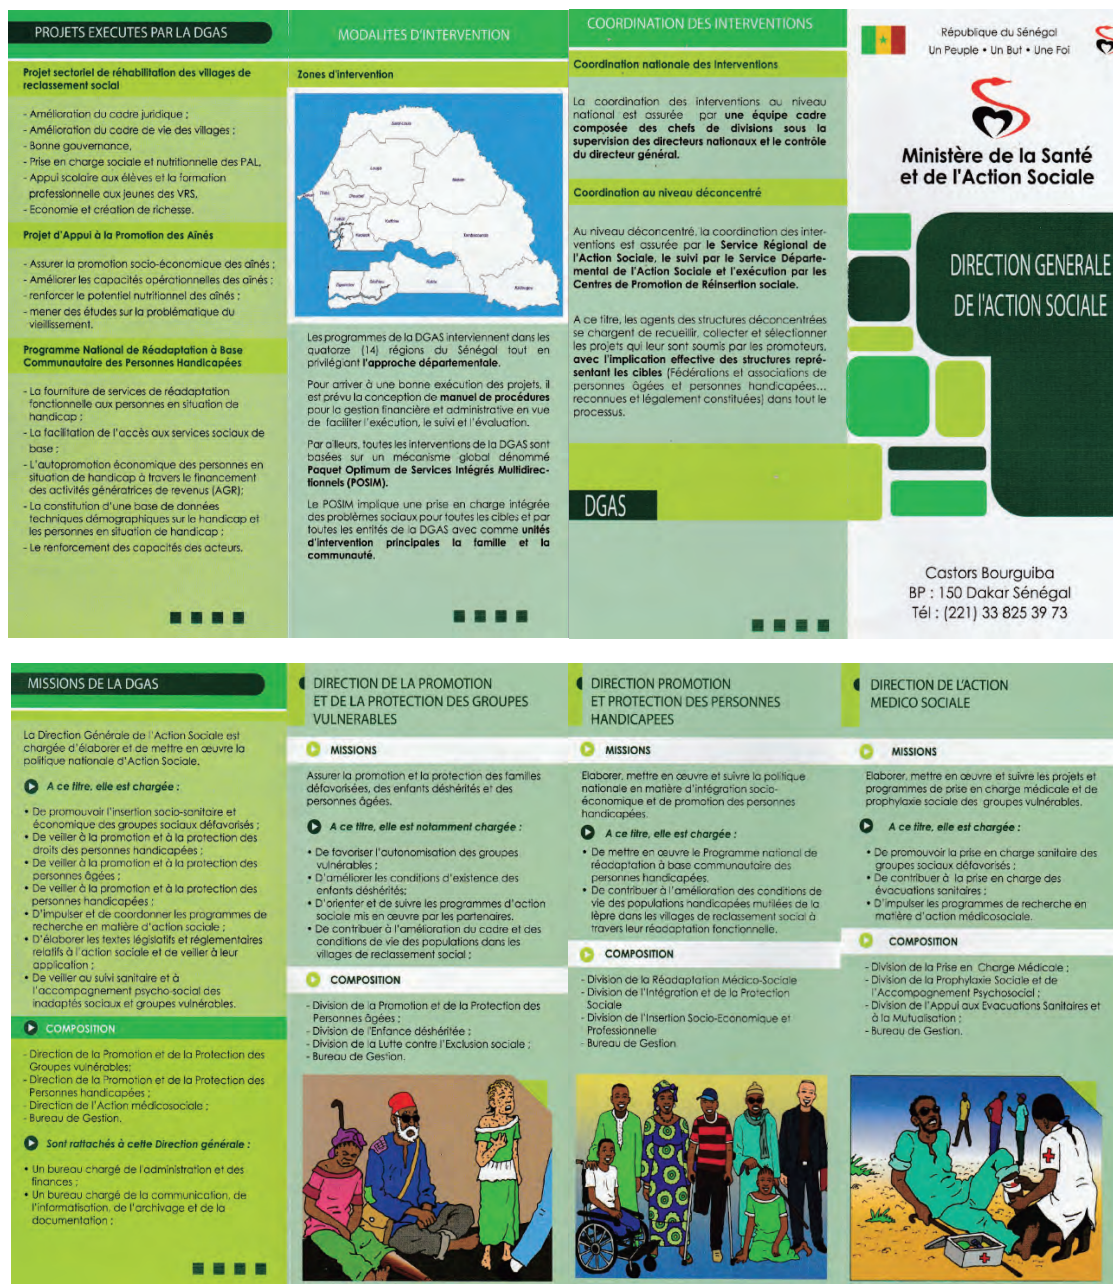 PROJETS EXECUTES PAR LA DGAS
Projet sectoriel de réhabilitation des villages de
reclassement social
- Amélioration du cadre juridique ;
- Amélioration du cadre de vie des villages ;
- Bonne gouvernance,
- Prise en charge sociale et nutritionnelle des PAL,
- Appui scolaire aux élèves et la formation
professionnelle aux jeunes des VRS,
- Economie et création de richesse.
Projet d'Appui à la Promotion des Aînés
- Assurer la promotion socio-économique des aînés ;
- Améliorer les capacités opérationnelles des aînés ;
- renforcer le potentiel nutritionnel des aînés ;
- mener des études sur la problématique du
vieillissement.
Programme National de Réadaptation à Base
Communautaire des Personnes Handicapées
- La fourniture de services de réadaptation
fonctionnelle aux personnes en situation de
handicap ;
- La facilitation de l'accès aux services sociaux de
base ;
- L'autopromotion économique des personnes en
situation de handicap à travers le financement
des activités génératrices de revenus (AGR);
- La constitution d'une base de données
techniques démographiques sur le handicap et
les personnes en situation de handicap ;
- Le renforcement des capacités des acteurs.
MODALITES D'INTERVENTION
Zones d'intervention
Les programmes de la DGAS interviennent dans les
quatorze (14) régions du Sénégal tout en
privilégiant l'approche départementale.
Pour arriver à une bonne exécution des projets, il
est prévu la conception de manuel de procédures
pour la gestion financière et administrative en vue
de faciliter l'exécution, le suivi et l'évaluation.
Par ailleurs, toutes les interventions de la DGAS sont
basées sur un mécanisme global dénommé
Paquet Optimum de Services Intégrés Multidirec-
tionnels (POSIM).
Le POSIM implique une prise en charge intégrée
des problèmes sociaux pour toutes les cibles et par
toutes les entités de la DGAS avec comme unités
d'intervention principales la famille et la
communauté.
COORDINATION DES INTERVENTIONS
Coordination nationale des Interventions
La coordination des interventions au niveau
national est assurée par une équipe cadre
composée des chefs de divisions sous la
supervision des directeurs nationaux et le contrôle
du directeur général.
Coordination au niveau déconcentré
Au niveau déconcentré, la coordination des inter-
ventions est assurée par le Service Régional de
l'Action Sociale, le suivi par le Service Départe-
mental de l'Action Sociale et l'exécution par les
Centres de Promotion de Réinsertion sociale.
A ce titre, les agents des structures déconcentrées
se chargent de recueillir, collecter et sélectionner
les projets qui leur sont soumis par les promoteurs,
avec l'implication effective des structures repré-
sentant les cibles (Fédérations et associations de
personnes âgées et personnes handicapées...
reconnues et légalement constituées) dans tout le
processus.
DGAS
République du Sénégal
Un Peuple • Un But • Une Foi
Ministère de la Santé
et de l'Action Sociale
DIRECTION GENERALE
DE l'ACTION SOCIALE
Castors Bourguiba
BP : 150 Dakar Sénégal
Tél : (221) 33 825 39 73
MISSIONS DE LA DGAS
La Direction Générale de l'Action Sociale est
chargée d'élaborer et de mettre en œuvre la
politique nationale d'Action Sociale.
A ce titre, elle est chargée :
• De promouvoir l'insertion socio-sanitaire et
économique des groupes sociaux défavorisés ;
• De veiller à la promotion et à la protection des
droits des personnes handicapées ;
• De veiller à la promotion et à la protection des
personnes âgées ;
• De veiller à la promotion et à la protection des
personnes handicapées ;
• D'impulser et de coordonner les programmes de
recherche en matière d'action sociale ;
• D'élaborer les textes législatifs et réglementaires
relatifs à l'action sociale et de veiller à leur
application ;
• De veiller au suivi sanitaire et à
l'accompagnement psycho-social des
inadaptés sociaux et groupes vulnérables.
COMPOSITION
- Direction de la Promotion et de la Protection des
Groupes vulnérables;
- Direction de la Promotion et de la Protection des
Personnes handicapées ;
- Direction de l'Action médicosociale ;
- Bureau de Gestion.
Sont rattachés à cette Direction générale :
• Un bureau chargé de l'administration et des
finances ;
• Un bureau chargé de la communication, de
l'informatisation, de l'archivage et de la
documentation ;
DIRECTION DE LA PROMOTION
ET DE LA PROTECTION DES GROUPES
VULNERABLES
MISSIONS
Assurer la promotion et la protection des familles
défavorisées, des enfants déshérités et des
personnes âgées.
A ce titre, elle est notamment chargée :
• De favoriser l'autonomisation des groupes
vulnérables ;
• D'améliorer les conditions d'existence des
enfants déshérités;
• D'orienter et de suivre les programmes d'action
sociale mis en œuvre par les partenaires.
• De contribuer à l'amélioration du cadre et des
conditions de vie des populations dans les
villages de reclassement social ;
COMPOSITION
- Division de la Promotion et de la Protection des
Personnes âgées ;
- Division de l'Enfance déshéritée ;
- Division de la Lutte contre l'Exclusion sociale ;
- Bureau de Gestion.
DIRECTION PROMOTION
ET PROTECTION DES PERSONNES
HANDICAPEES
MISSIONS
Elaborer, mettre en œuvre et suivre la politique
nationale en matière d'intégration socio-
économique et de promotion des personnes
handicapées.
A ce titre, elle est chargée :
• De mettre en œuvre le Programme national de
réadaptation à base communautaire des
personnes handicapées.
• De contribuer à l'amélioration des conditions de
vie des populations handicapées mutilées de la
lèpre dans les villages de reclassement social à
travers leur réadaptation fonctionnelle.
COMPOSITION
- Division de la Réadaptation Médico-Sociale
- Division de l'Intégration et de la Protection
Sociale
- Division de l'Insertion Socio-Economique et
Professionnelle
- Bureau de Gestion
DIRECTION DE L'ACTION
MEDICO SOCIALE
MISSIONS
Elaborer, mettre en œuvre et suivre les projets et
programmes de prise en charge médicale et de
prophylaxie sociale des groupes vulnérables.
A ce titre, elle est chargée :
• De promouvoir la prise en charge sanitaire des
groupes sociaux défavorisés ;
• De contribuer à la prise en charge des
évacuations sanitaires ;
• D'impulser les programmes de recherche en
matière d'action médicosociale.
COMPOSITION
- Division de la Prise en Charge Médicale ;
- Division de la Prophylaxie Sociale et de
l'Accompagnement Psychosocial ;
- Division de l'Appui aux Evacuations Sanitaires et
à la Mutualisation ;
- Bureau de Gestion.